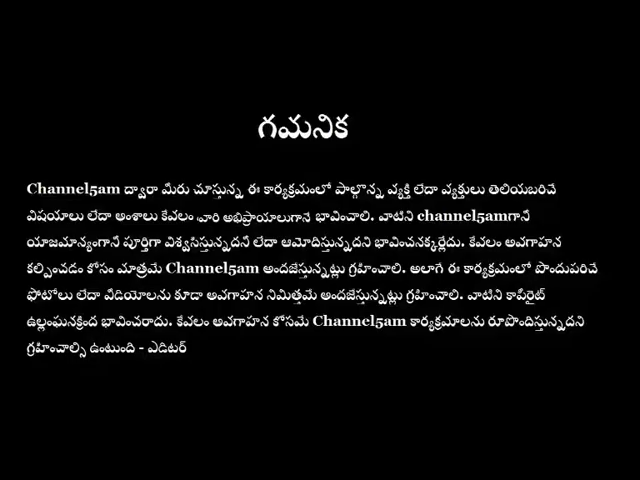 గమనిక
Channel5am ద్వారా మీరు చూస్తున్న ఈ కార్యక్రమంలో పాల్గొన్న వ్యక్తి లేదా వ్యక్తులు తెలియబరిచే
విషయాలు లేదా అంశాలు కేవలం వారి అభిప్రాయాలుగానే భావించాలి. వాటిని channel5amగానీ
యాజమాన్యంగానీ పూర్తిగా విశ్వసిస్తున్నదనీ లేదా ఆమోదిస్తున్నదని భావించనక్కర్లేదు. కేవలం అవగాహన
కల్పించడం కోసం మాత్రమే Channel5am అందజేస్తున్నట్లు గ్రహించాలి. అలాగే ఈ కార్యక్రమంలో పొందుపరిచే
ఫోటోలు లేదా వీడియోలను కూడా అవగాహన నిమిత్తమే అందజేస్తున్నట్లు గ్రహించాలి. వాటిని కాపీరైట్
ఉల్లంఘనక్రింద భావించరాదు. కేవలం అవగాహన కోసమే Channel5am కార్యక్రమాలను రూపొందిస్తున్నదని
గ్రహించాల్సి ఉంటుంది - ఎడిటర్